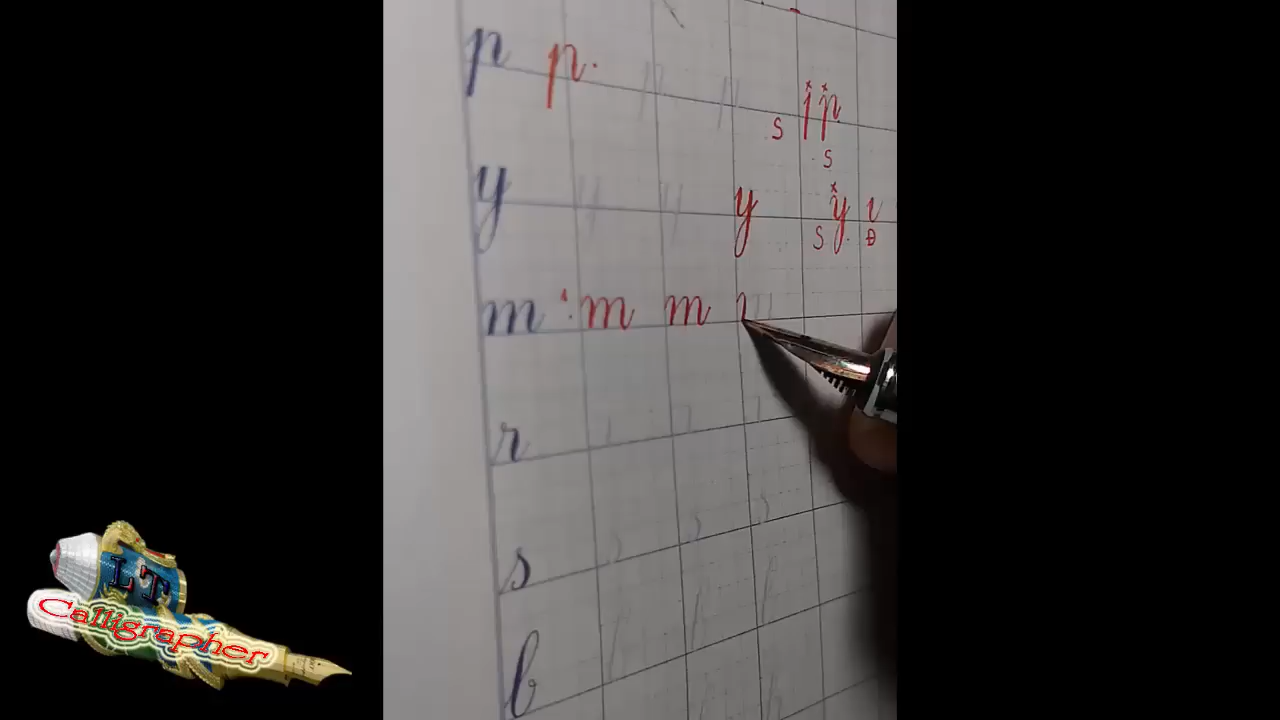 p p. p p
S j p
S
y y y y y ı
S Đ
m : m m ı
r
s s s s
b
LT
Calligrapher